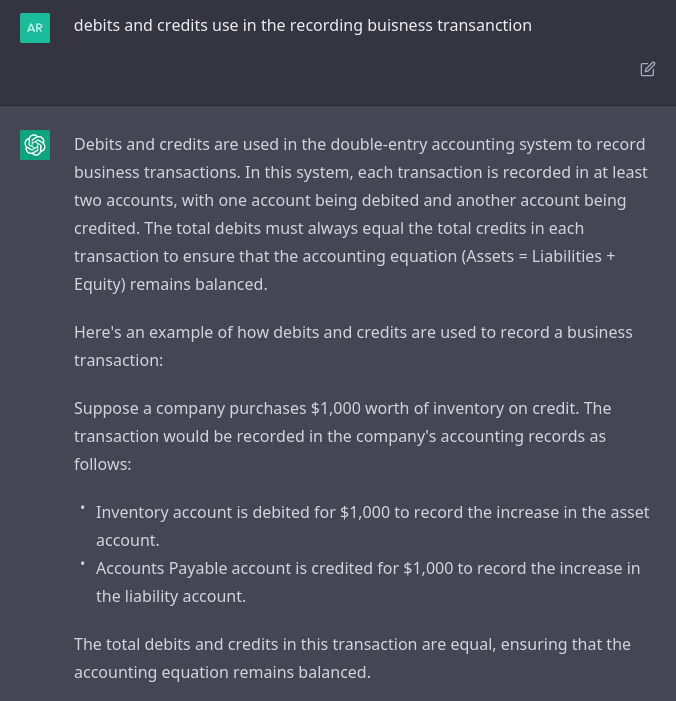 AR
debits and credits use in the recording buisness transanction
Debits and credits are used in the double-entry accounting system to record
business transactions. In this system, each transaction is recorded in at least
two accounts, with one account being debited and another account being
credited. The total debits must always equal the total credits in each
transaction to ensure that the accounting equation (Assets = Liabilities +
Equity) remains balanced.
Here's an example of how debits and credits are used to record a business
transaction:
Suppose a company purchases $1,000 worth of inventory on credit. The
transaction would be recorded in the company's accounting records as
follows:
• Inventory account is debited for $1,000 to record the increase in the asset
account.
• Accounts Payable account is credited for $1,000 to record the increase in
the liability account.
The total debits and credits in this transaction are equal, ensuring that the
accounting equation remains balanced.